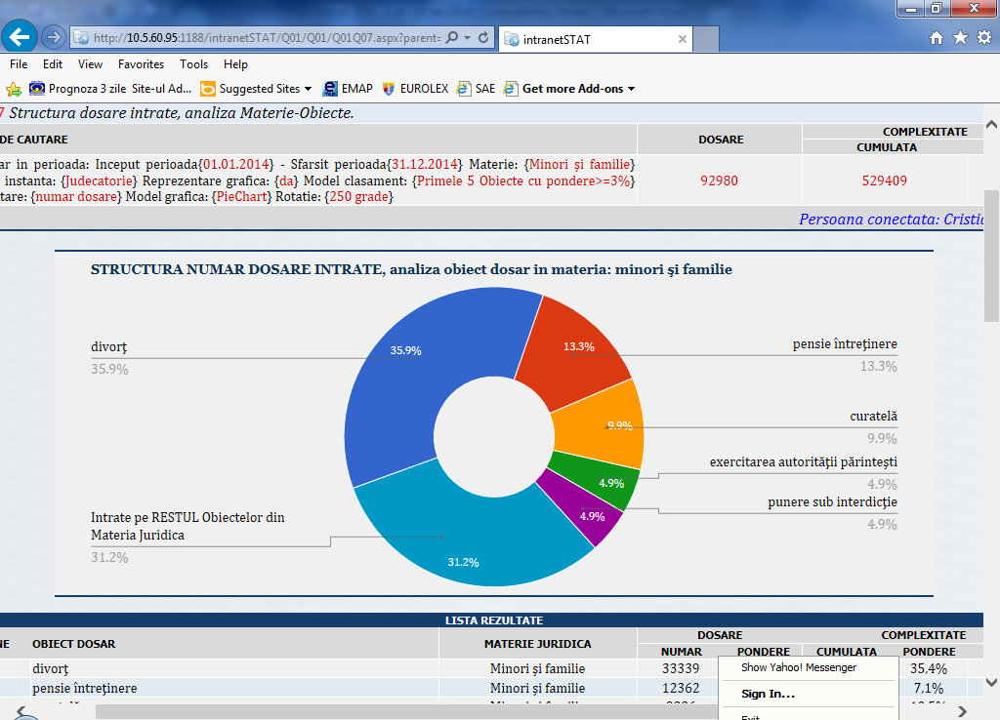 http://10.5.60.95:1188/intranetSTAT/Q01/Q01/Q01Q07.aspx?parent=
intranetSTAT
File Edit View Favorites Tools Help
Prognoza 3 zile Site-ul Ad... Suggested Sites EMAP EUROLEX SAE Get more Add-ons
7 Structura dosare intrate, analiza Materie-Obiecte.
DE CAUTARE DOSARE COMPLEXITATE
CUMULATA
ar in perioada: Inceput perioada{01.01.2014} - Sfarsit perioada{31.12.2014} Materie: {Minori şi familie}
instanta: {Judecatorie} Reprezentare grafica: {da} Model clasament: {Primele 5 Obiecte cu pondere>=3%} 92980 529409
tare: {numar dosare} Model grafica: {PieChart} Rotatie: {250 grade}
Persoana conectata: Cristi
STRUCTURA NUMAR DOSARE INTRATE, analiza obiect dosar in materia: minori şi familie
divorţ
35.9%
35.9%
13.3%
pensie întreţinere
13.3%
9.9%
curatelă
9.9%
4.9%
exercitarea autorităţii părinteşti
4.9%
4.9%
punere sub interdicţie
4.9%
Intrate pe RESTUL Obiectelor din
Materia Juridica
31.2%
31.2%
LISTA REZULTATE
NE OBIECT DOSAR MATERIE JURIDICA DOSARE COMPLEXITATE
NUMAR PONDERE CUMULATA PONDERE
divorţ Minori şi familie 33339 35,4%
pensie întreţinere Minori şi familie 12362 7,1%
Show Yahoo! Messenger
Sign In...
Exit